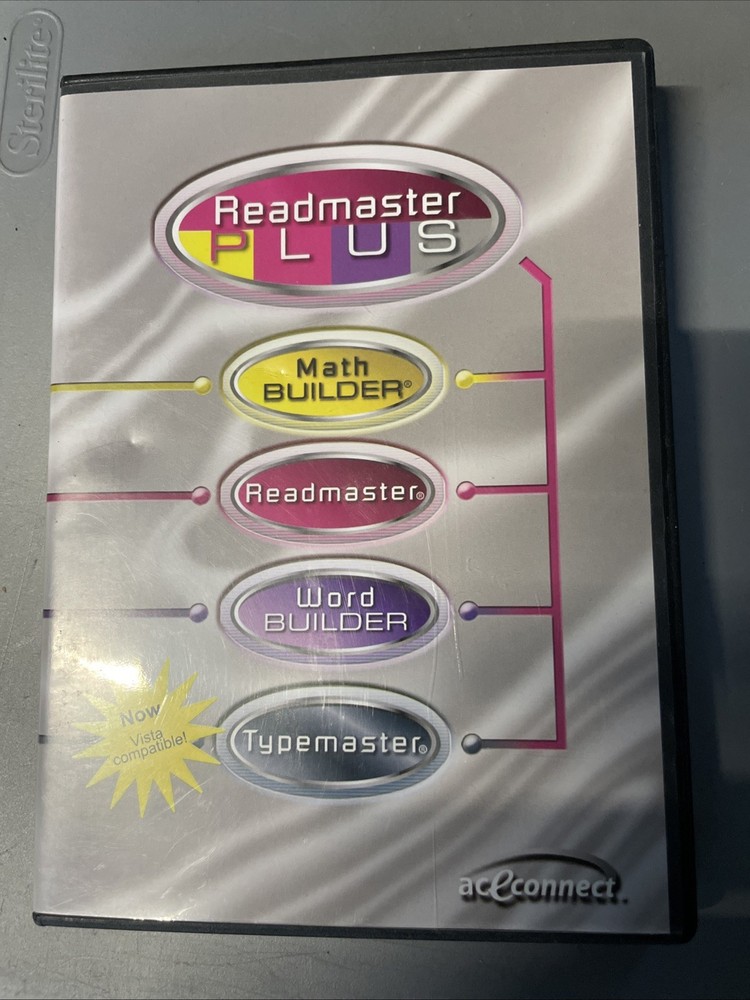 Sterilite®
Readmaster
PLUS
Math
BUILDER®
Readmaster®
Word
BUILDER
Now
Vista
compatible!
Typemaster®
aceconnect.